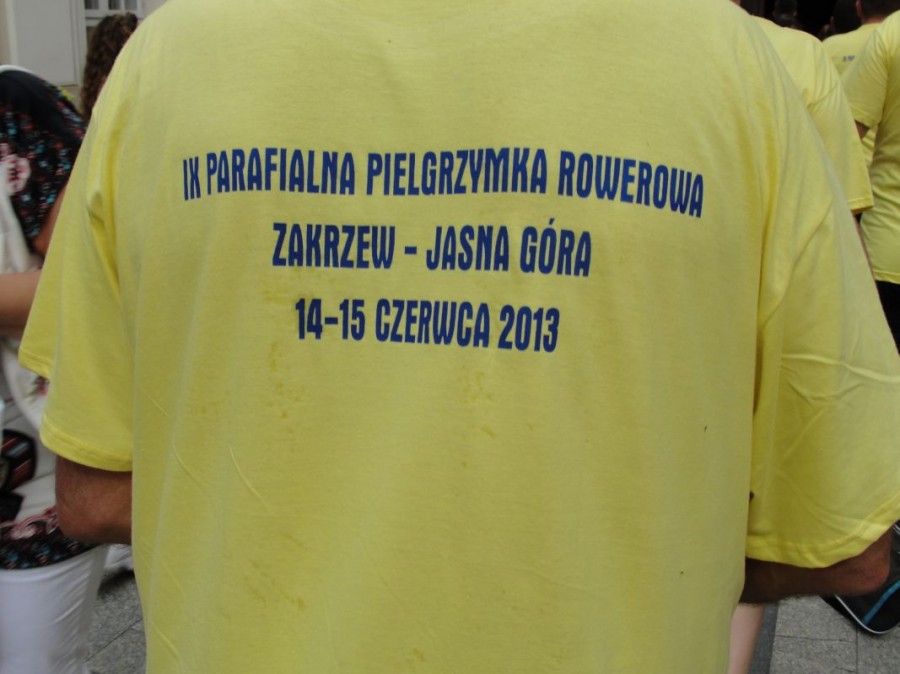 IX PARAFIALNA PIELGRZYMKA ROWEROWA
ZAKRZEW - JASNA GÓRA
14-15 CZERWCA 2013